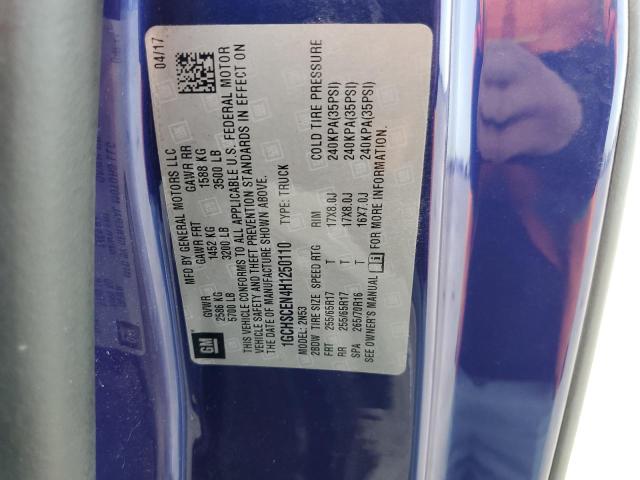 MFD BY GENERAL MOTORS LLC 04/17
GVWR GAWR FRT GAWR RR
2586 KG 1452 KG 1588 KG
5700 LB 3200 LB 3500 LB
GM
THIS VEHICLE CONFORMS TO ALL APPLICABLE U.S. FEDERAL MOTOR
VEHICLE SAFETY AND THEFT PREVENTION STANDARDS IN EFFECT ON
THE DATE OF MANUFACTURE SHOWN ABOVE.
1GCHSCEN4H1250110 TYPE: TRUCK
MODEL: 2N53
28DW TIRE SIZE SPEED RTG RIM COLD TIRE PRESSURE
FRT 255/65R17 T 17X8.0J 240KPA(35PSI)
RR 255/65R17 T 17X8.0J 240KPA(35PSI)
SPA 265/70R16 T 16X7.0J 240KPA(35PSI)
SEE OWNER'S MANUAL FOR MORE INFORMATION.